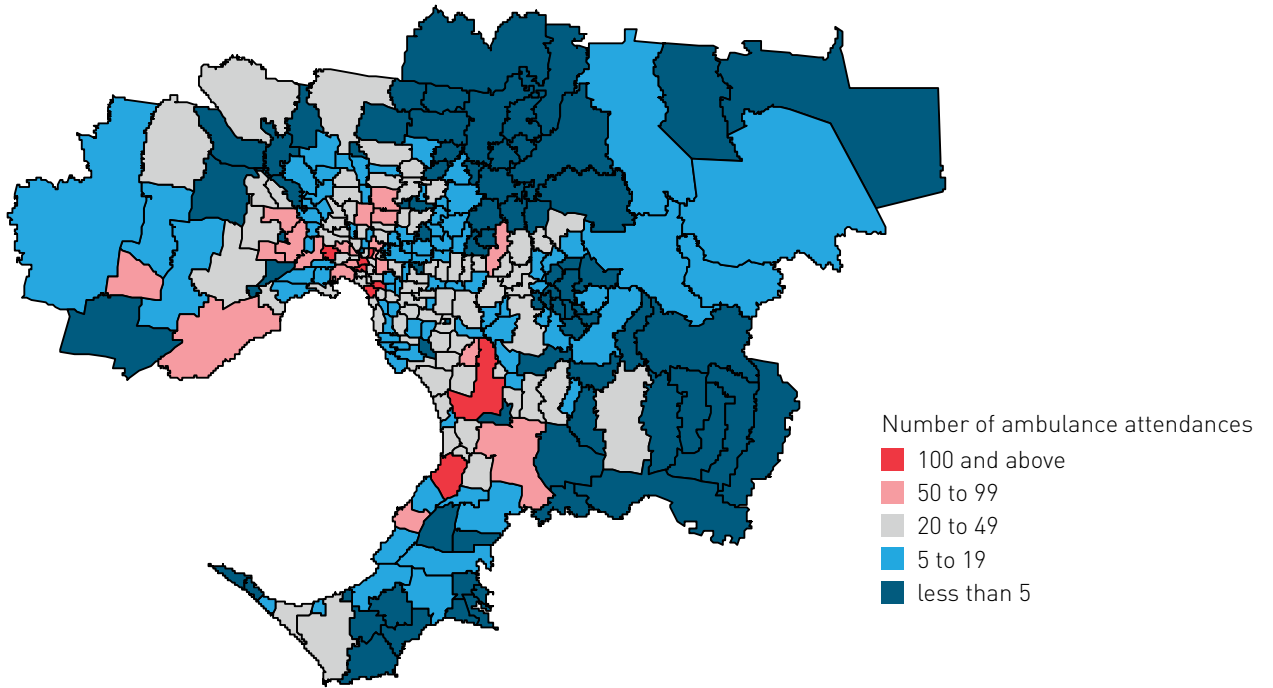 Number of ambulance attendances
100 and above
50 to 99
20 to 49
5 to 19
less than 5